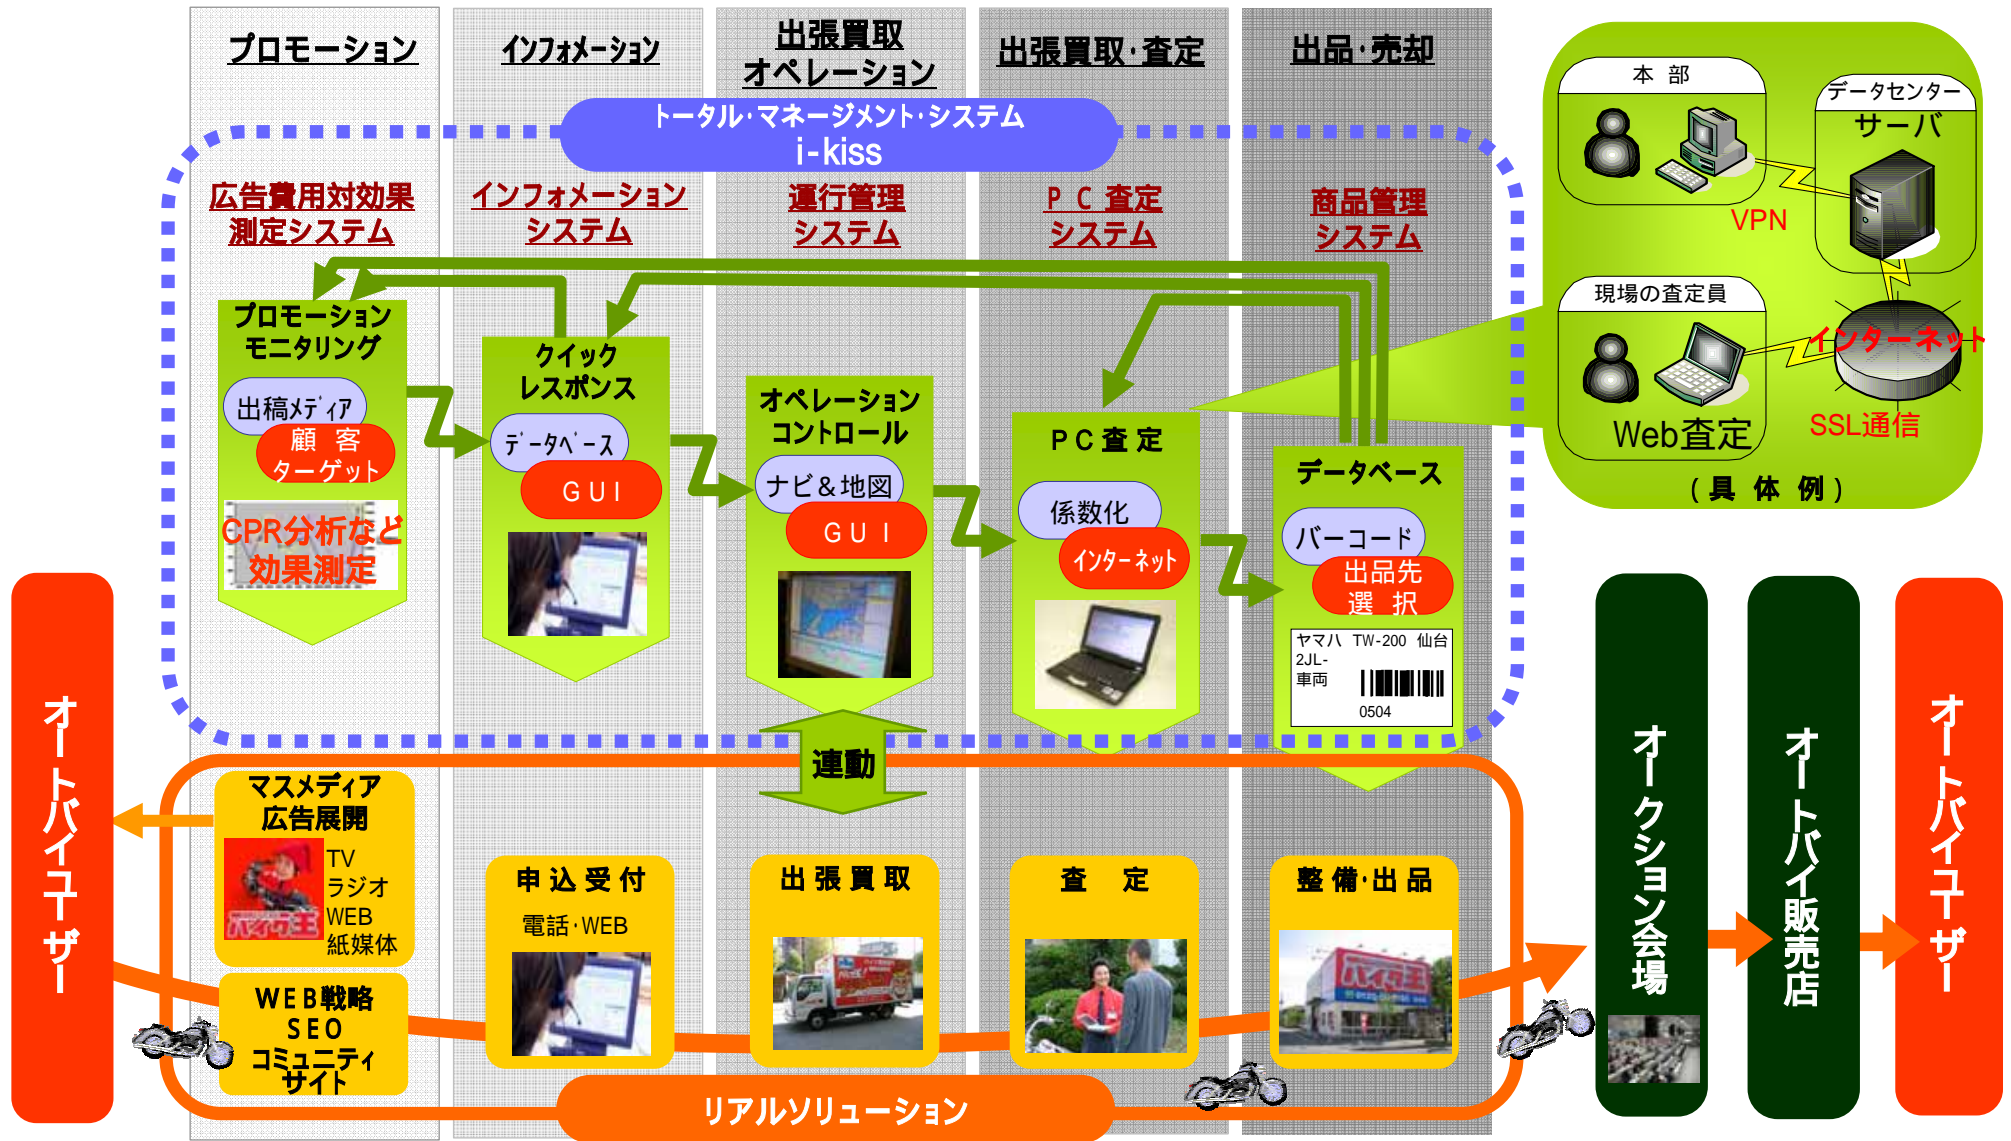 プロモーション
インフォメーション
出張買取
オペレーション
出張買取・査定
出品・売却
トータル・マネージメント・システム
i-kiss
広告費用対効果
測定システム
インフォメーション
システム
運行管理
システム
ＰＣ査定
システム
商品管理
システム
プロモーション
モニタリング
出稿メディア
顧 客
ターゲット
CPR分析など
効果測定
クイック
レスポンス
データベース
ＧＵＩ
オペレーション
コントロール
ナビ＆地図
ＧＵＩ
ＰＣ査定
係数化
インターネット
データベース
バーコード
出品先
選 択
ヤマハ TW-200 仙台
2JL-
車両
0504
本 部
データセンター
サーバ
VPN
現場の査定員
インターネット
Web査定
SSL通信
(具 体 例)
連動
オートバイユーザー
マスメディア
広告展開
TV
ラジオ
WEB
紙媒体
バイク王
WEB戦略
SEO
コミュニティ
サイト
申込受付
電話・WEB
出張買取
査 定
整備・出品
バイク王
リアルソリューション
オークション会場
オートバイ販売店
オートバイユーザー